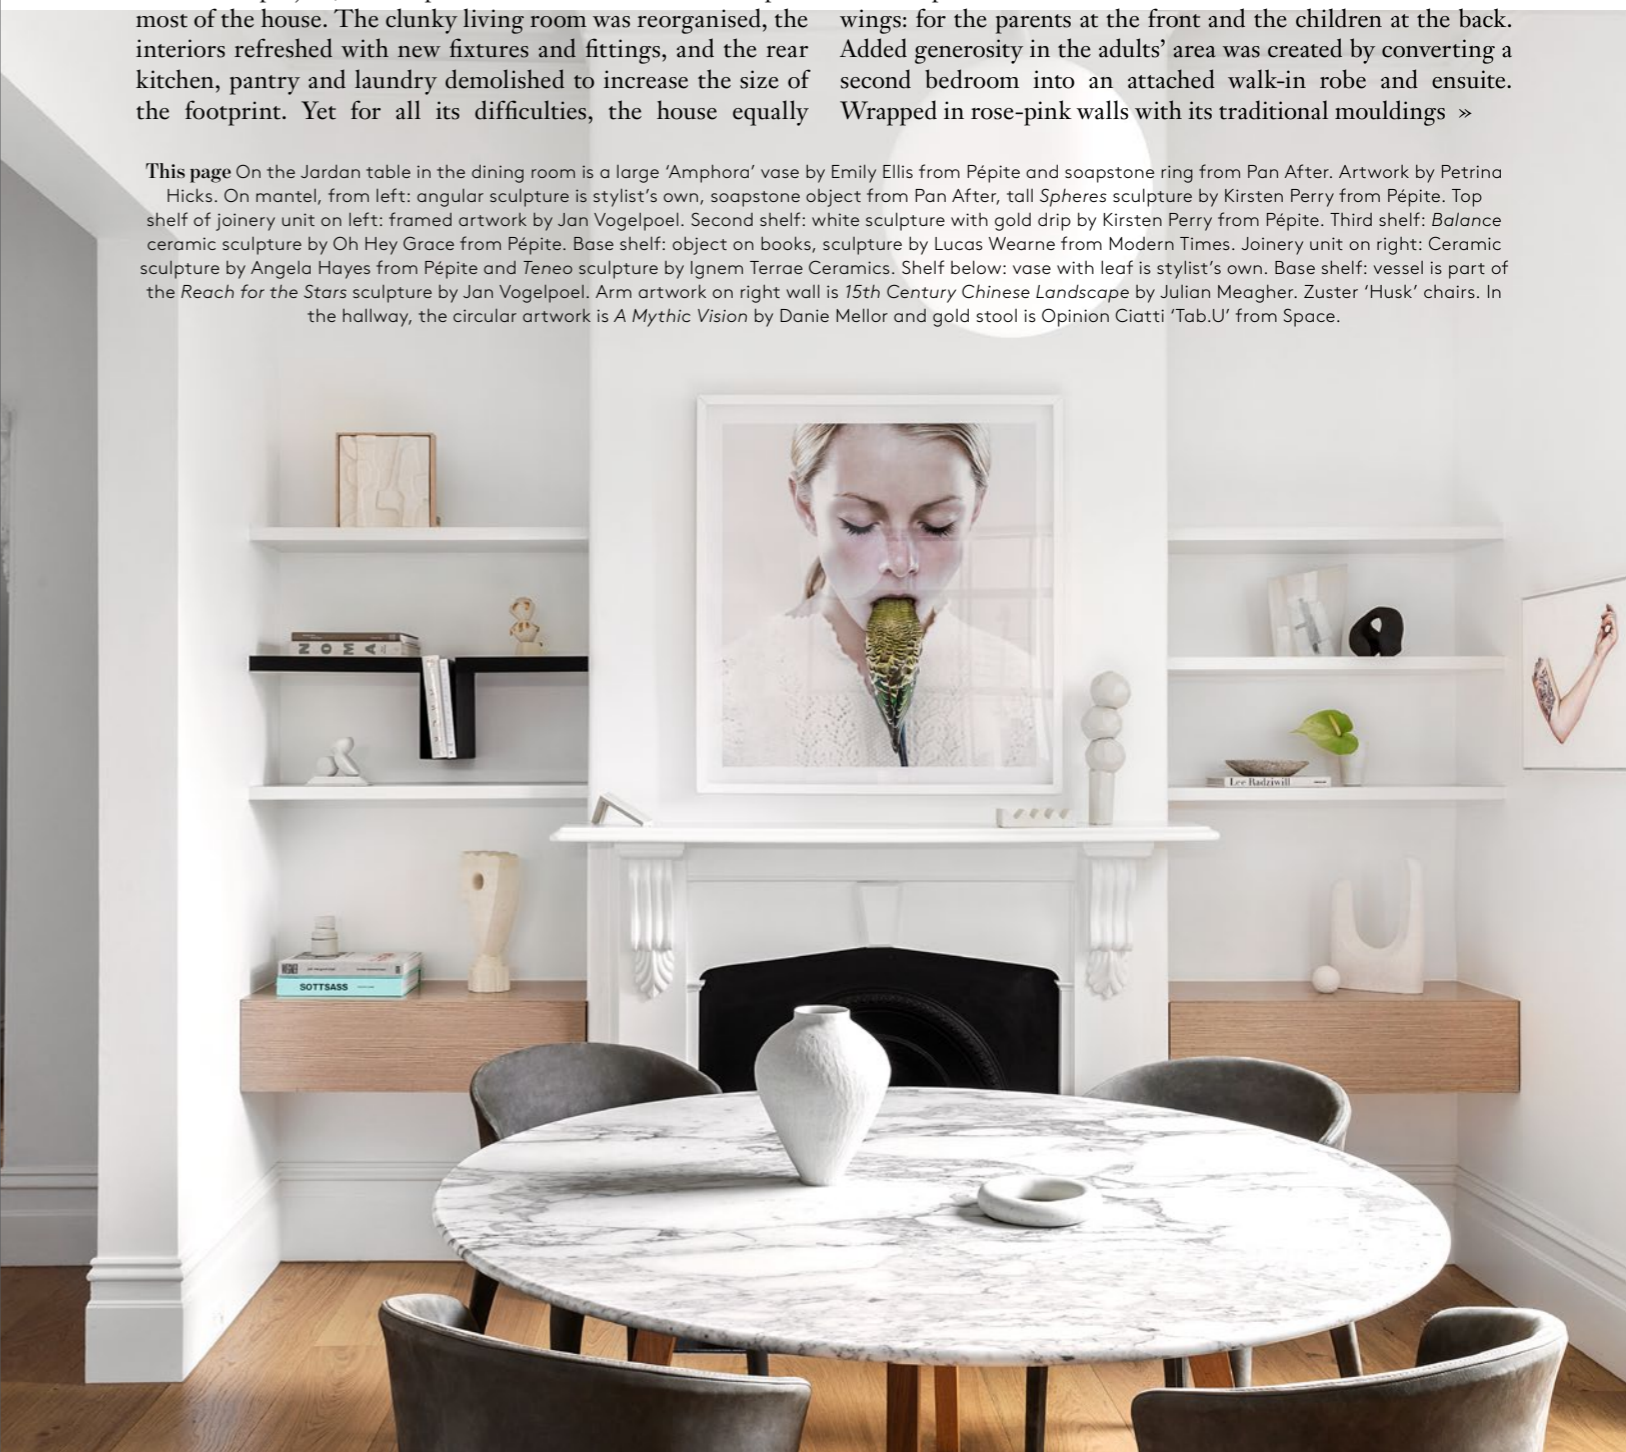 most of the house. The clunky living room was reorganised, the
interiors refreshed with new fixtures and fittings, and the rear
kitchen, pantry and laundry demolished to increase the size of
the footprint. Yet for all its difficulties, the house equally
wings: for the parents at the front and the children at the back.
Added generosity in the adults’ area was created by converting a
second bedroom into an attached walk-in robe and ensuite.
Wrapped in rose-pink walls with its traditional mouldings »
This page On the Jardan table in the dining room is a large ‘Amphora’ vase by Emily Ellis from Pépite and soapstone ring from Pan After. Artwork by Petrina
Hicks. On mantel, from left: angular sculpture is stylist’s own, soapstone object from Pan After, tall Spheres sculpture by Kirsten Perry from Pépite. Top
shelf of joinery unit on left: framed artwork by Jan Vogelpoel. Second shelf: white sculpture with gold drip by Kirsten Perry from Pépite. Third shelf: Balance
ceramic sculpture by Oh Hey Grace from Pépite. Base shelf: object on books, sculpture by Lucas Wearne from Modern Times. Joinery unit on right: Ceramic
sculpture by Angela Hayes from Pépite and Teneo sculpture by Ignem Terrae Ceramics. Shelf below: vase with leaf is stylist’s own. Base shelf: vessel is part of
the Reach for the Stars sculpture by Jan Vogelpoel. Arm artwork on right wall is 15th Century Chinese Landscape by Julian Meagher. Zuster ‘Husk’ chairs. In
the hallway, the circular artwork is A Mythic Vision by Danie Mellor and gold stool is Opinion Ciatti ‘Tab.U’ from Space.
NOMA
Lee Radziwill
SOTTSASS